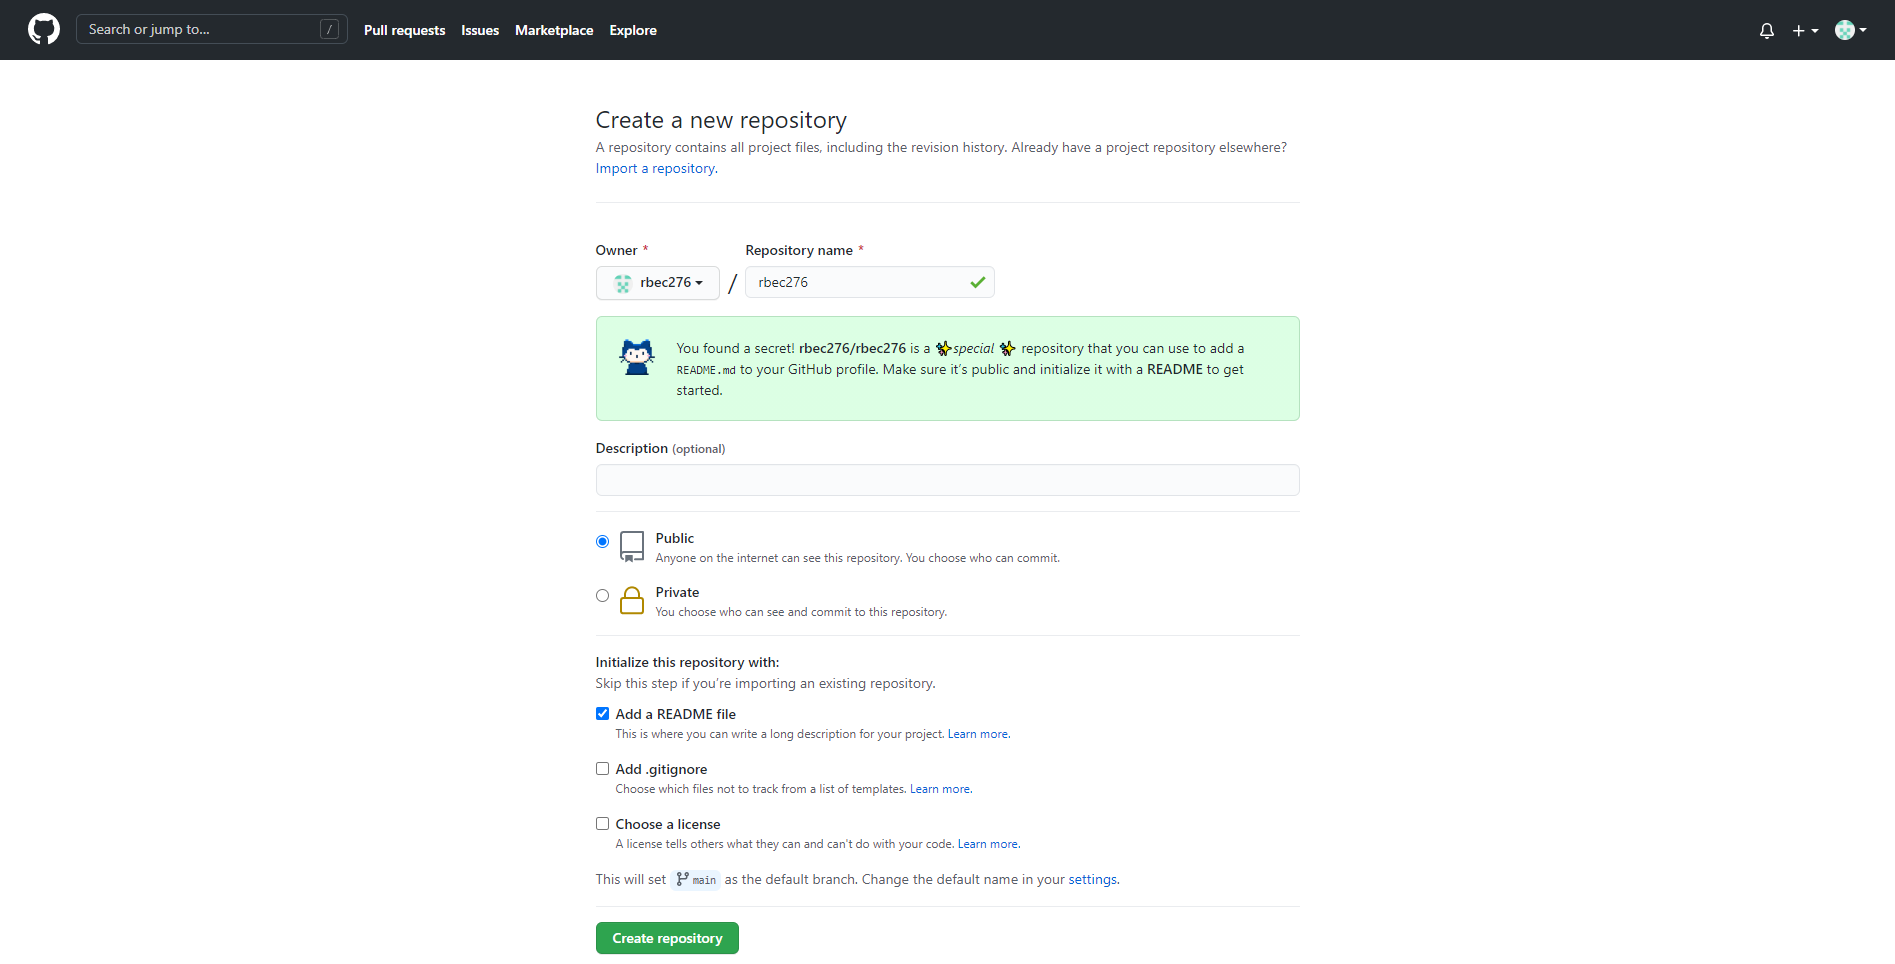 Search or jump to... / Pull requests Issues Marketplace Explore
Create a new repository
A repository contains all project files, including the revision history. Already have a project repository elsewhere?
Import a repository.
Owner * Repository name *
rbec276 / rbec276
You found a secret! rbec276/rbec276 is a ✨special ✨ repository that you can use to add a
README.md to your GitHub profile. Make sure it’s public and initialize it with a README to get
started.
Description (optional)
Public
Anyone on the internet can see this repository. You choose who can commit.
Private
You choose who can see and commit to this repository.
Initialize this repository with:
Skip this step if you’re importing an existing repository.
Add a README file
This is where you can write a long description for your project. Learn more.
Add .gitignore
Choose which files not to track from a list of templates. Learn more.
Choose a license
A license tells others what they can and can't do with your code. Learn more.
This will set main as the default branch. Change the default name in your settings.
Create repository